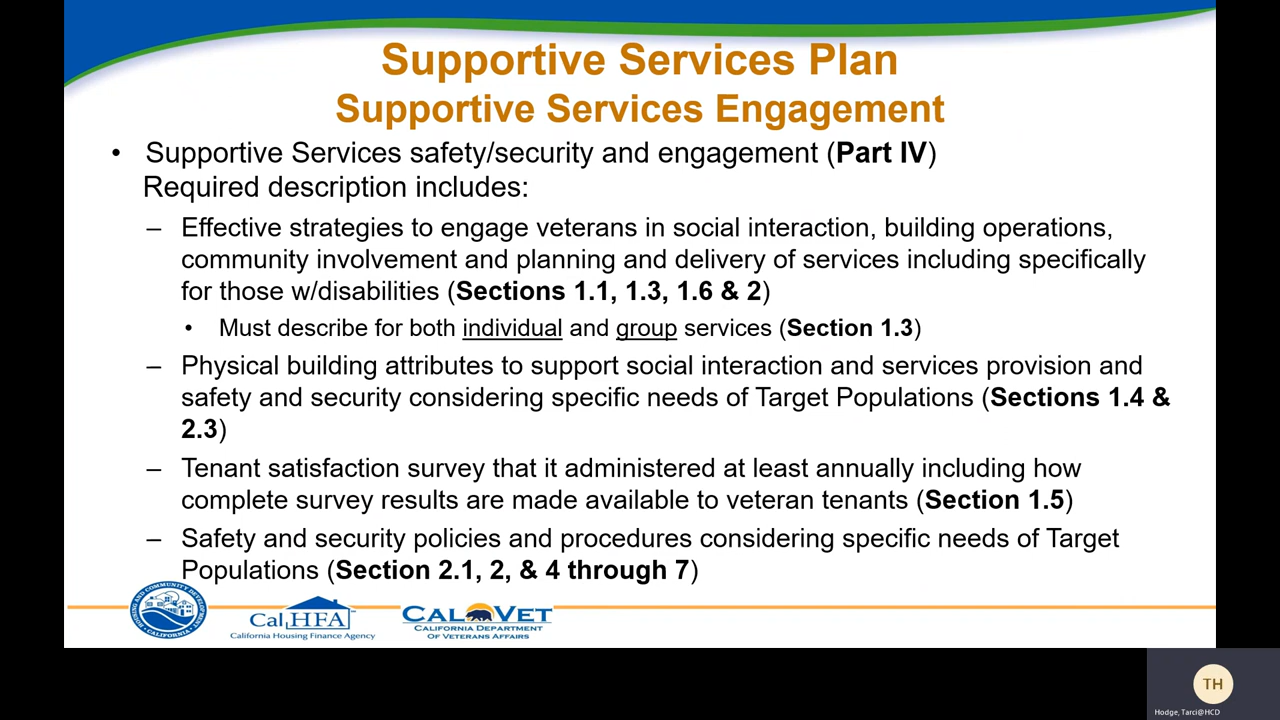 Supportive Services Plan
Supportive Services Engagement
• Supportive Services safety/security and engagement (Part IV)
Required description includes:
– Effective strategies to engage veterans in social interaction, building operations,
community involvement and planning and delivery of services including specifically
for those w/disabilities (Sections 1.1, 1.3, 1.6 & 2)
• Must describe for both individual and group services (Section 1.3)
– Physical building attributes to support social interaction and services provision and
safety and security considering specific needs of Target Populations (Sections 1.4 &
2.3)
– Tenant satisfaction survey that it administered at least annually including how
complete survey results are made available to veteran tenants (Section 1.5)
– Safety and security policies and procedures considering specific needs of Target
Populations (Section 2.1, 2, & 4 through 7)
HOUSING AND COMMUNITY DEVELOPMENT
CALIFORNIA
CalHFA
California Housing Finance Agency
CALVET
CALIFORNIA DEPARTMENT
OF VETERANS AFFAIRS
TH
Hodge, Tarci@HCD